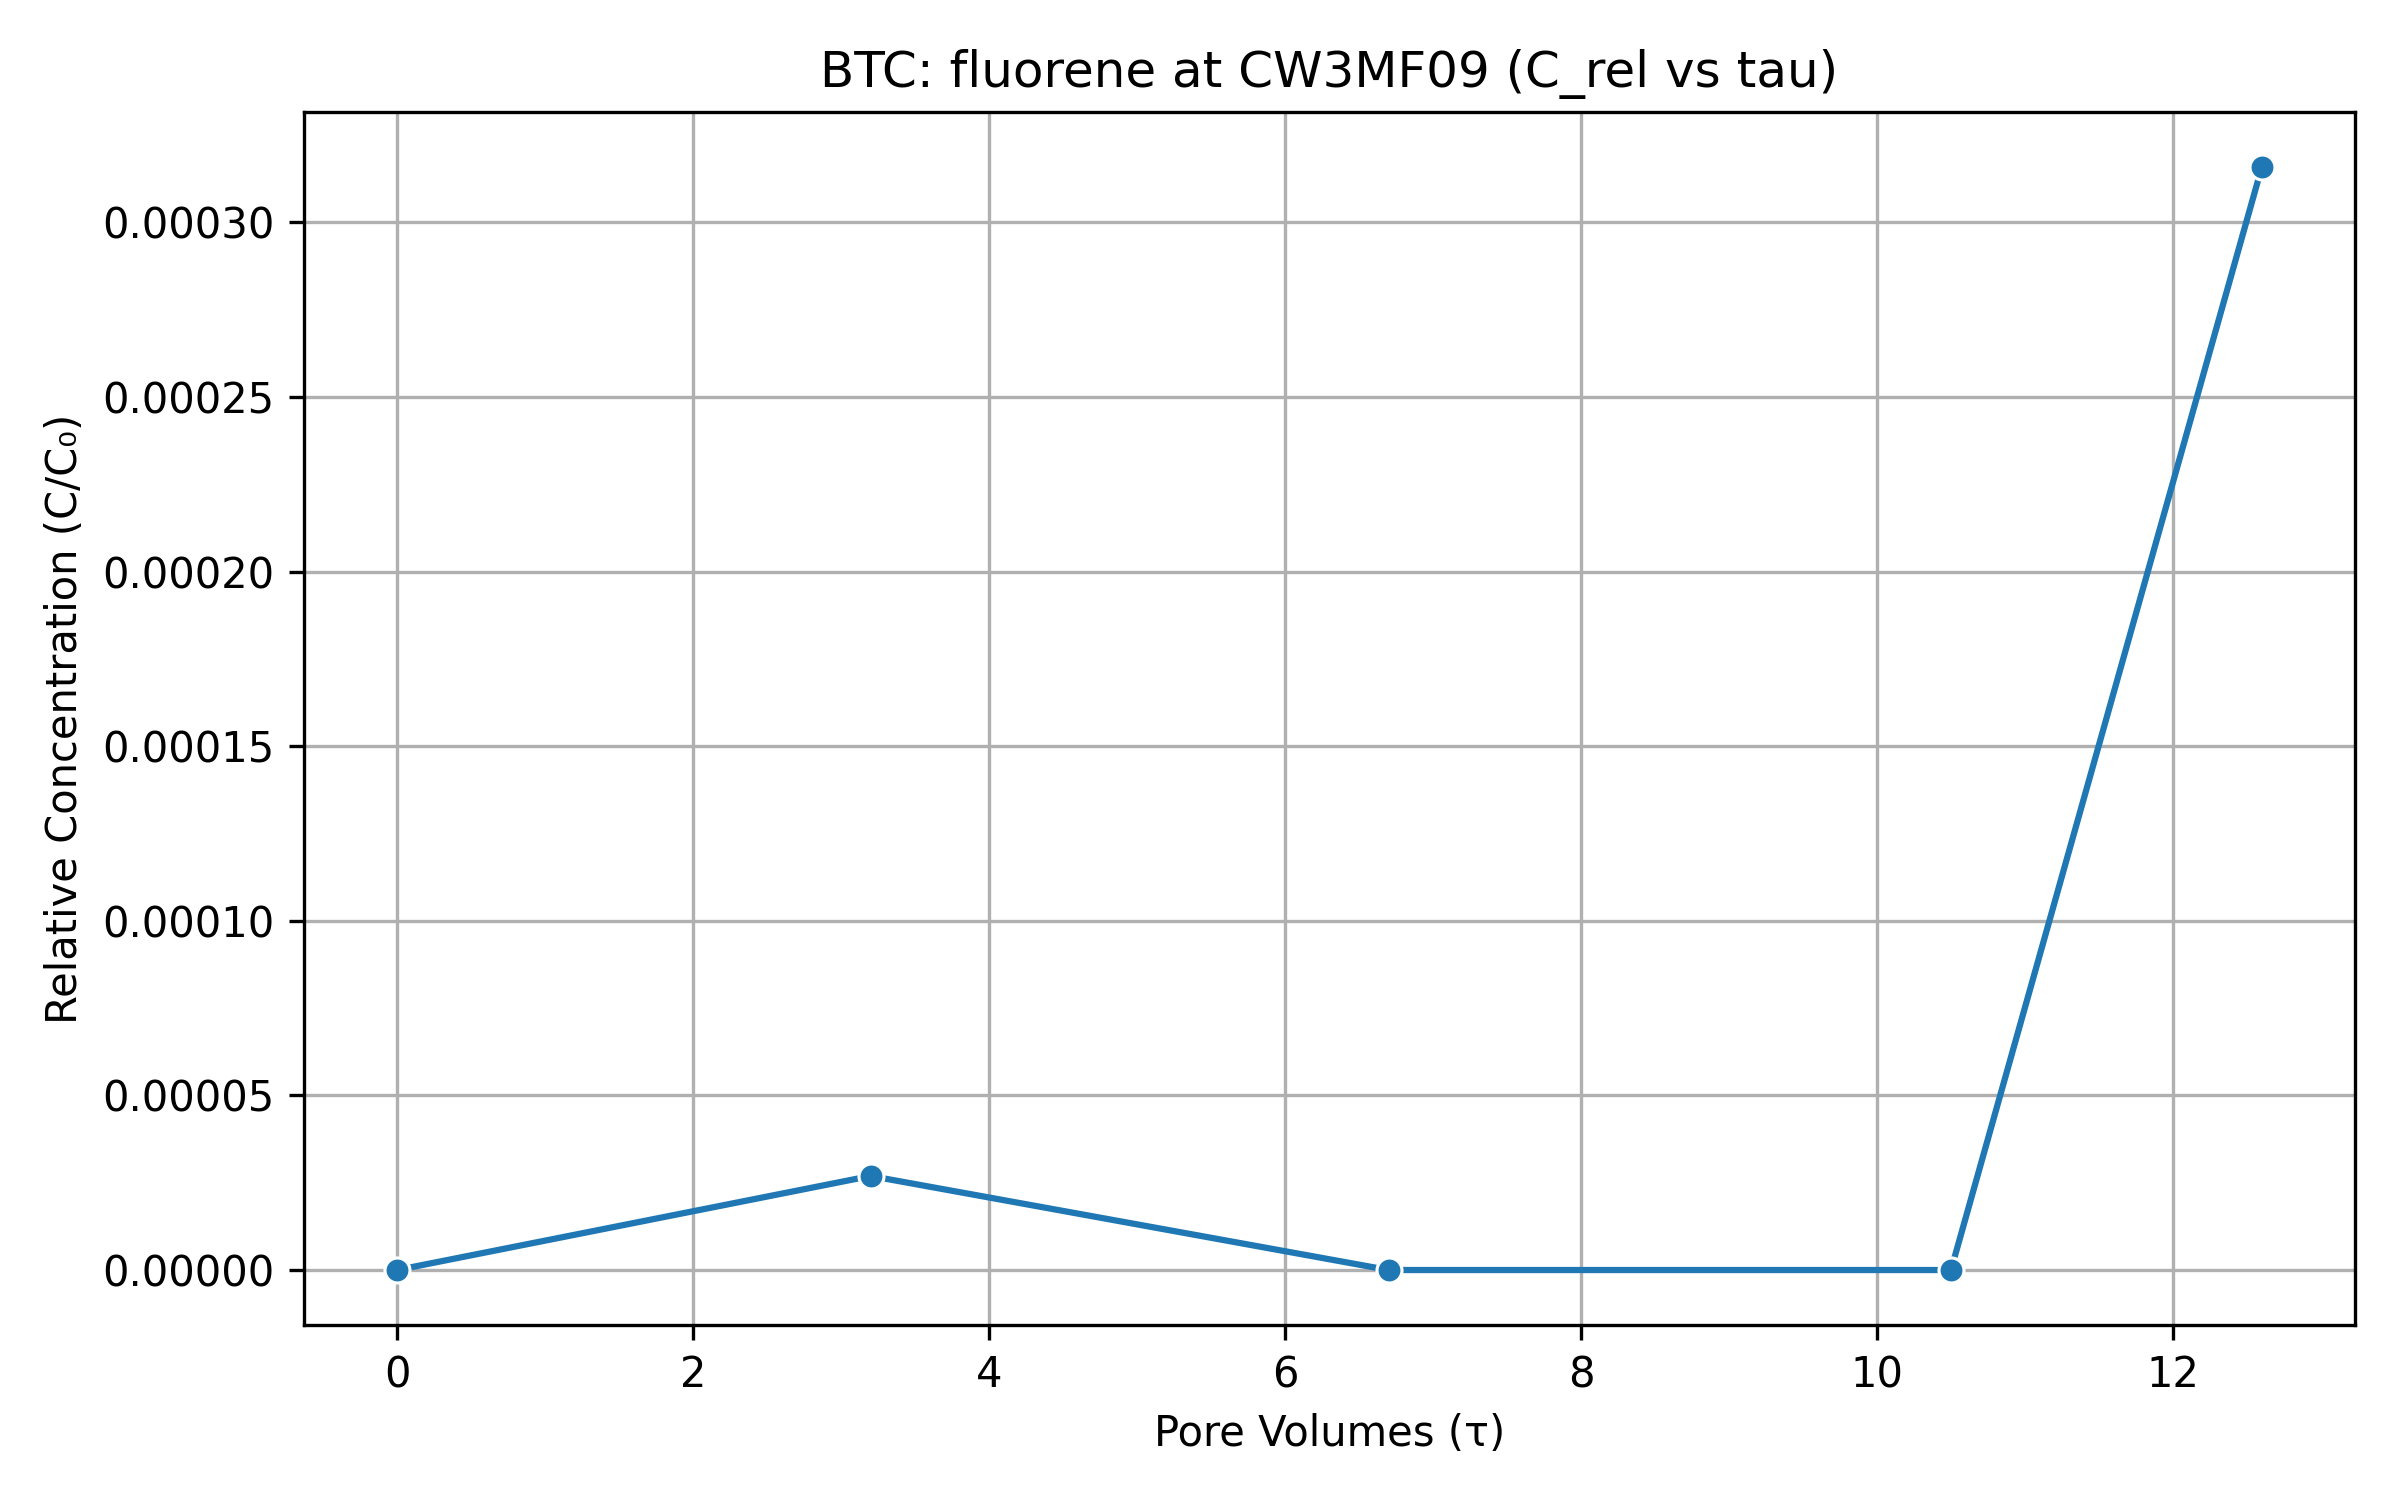 BTC: fluorene at CW3MF09 (C_rel vs tau)
Relative Concentration (C/C₀)
0.00030
0.00025
0.00020
0.00015
0.00010
0.00005
0.00000
0 2 4 6 8 10 12
Pore Volumes (τ)